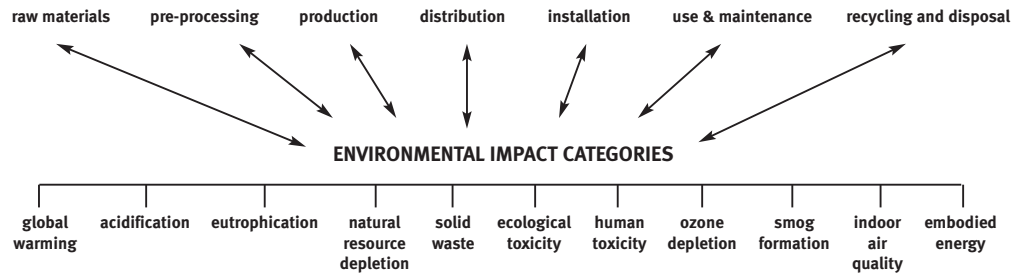 raw materials pre-processing production distribution installation use & maintenance recycling and disposal
ENVIRONMENTAL IMPACT CATEGORIES
global warming
acidification
eutrophication
natural resource depletion
solid waste
ecological toxicity
human toxicity
ozone depletion
smog formation
indoor air quality
embodied energy